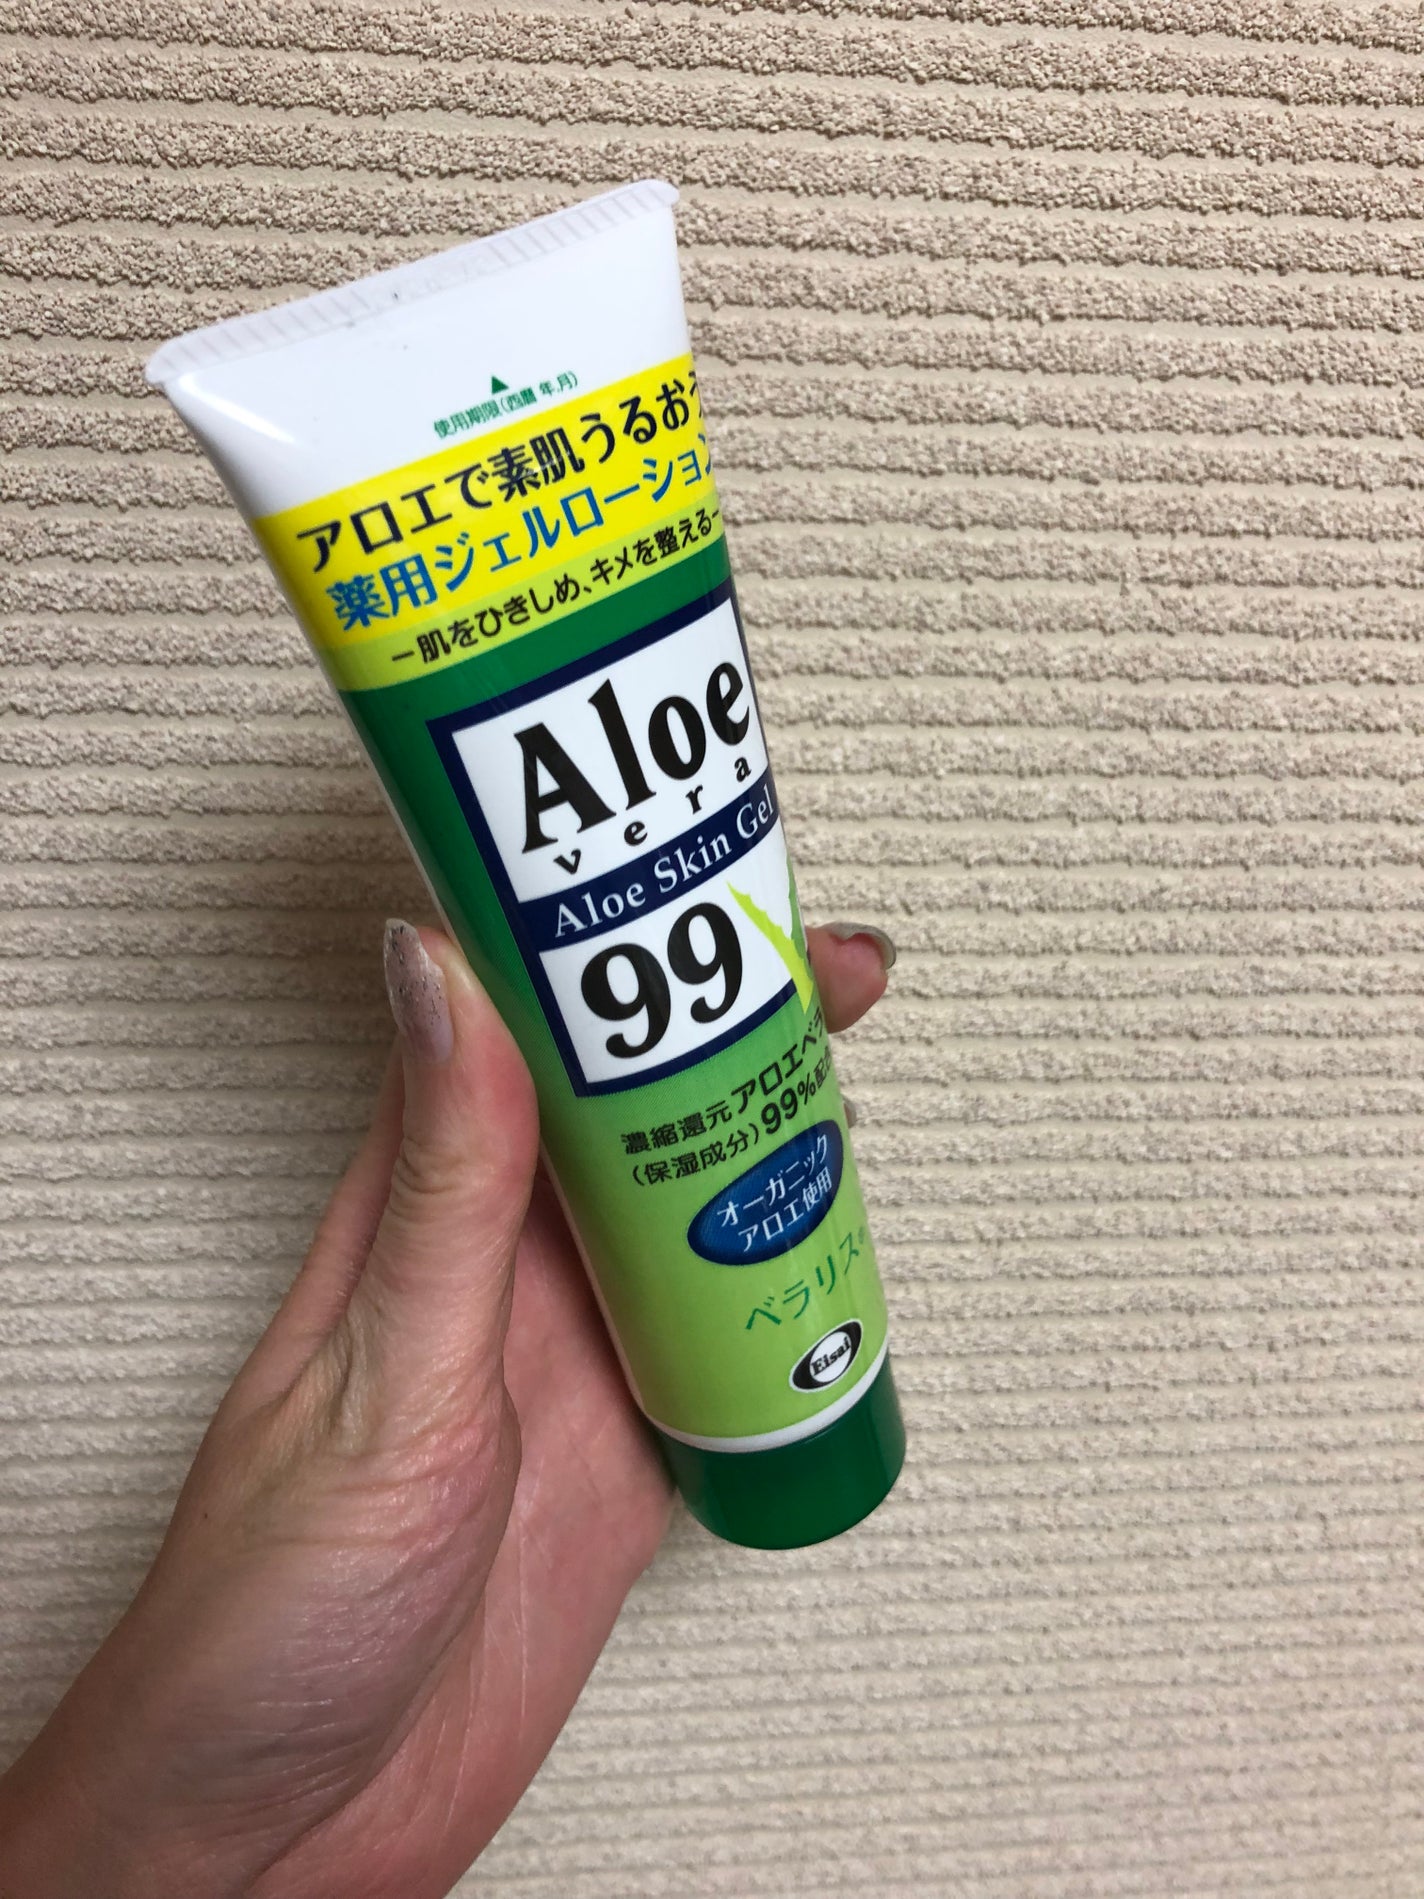 使用期限(西暦 年.月)
アロエで素肌うるお
薬用ジェルローション
－肌をひきしめ、キメを整える－
Aloe
vera
Aloe Skin Gel
99
濃縮還元アロエベラ
(保湿成分)99%配合
オーガニック
アロエ使用
ベラリス
Eisai